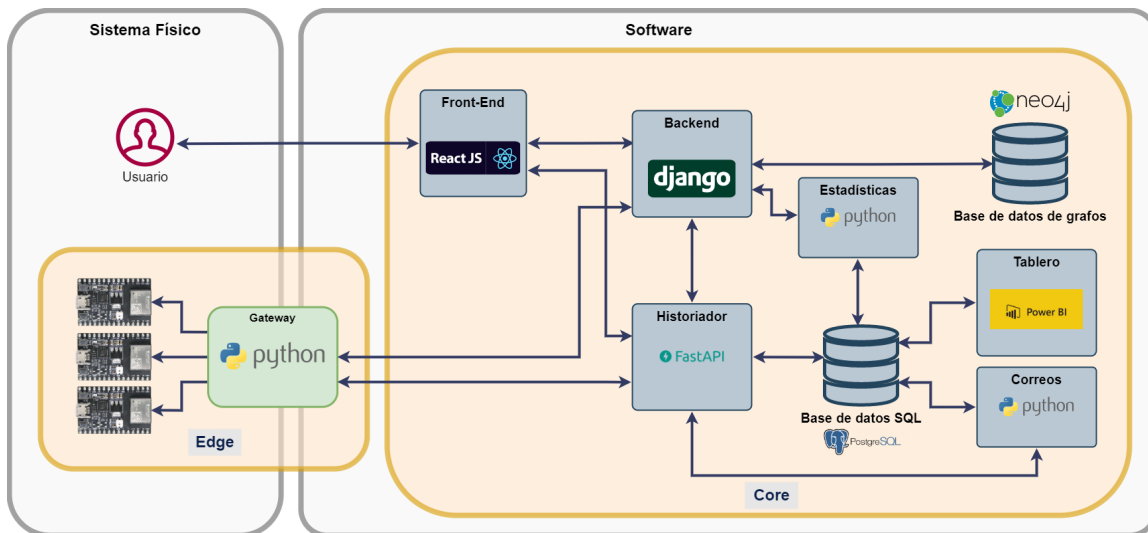 Sistema Físico
Software
Usuario
Front-End
React JS
Backend
django
neo4j
Base de datos de grafos
Estadísticas
python
Tablero
Power BI
Gateway
python
Historiador
FastAPI
Base de datos SQL
PostgreSQL
Correos
python
Edge
Core